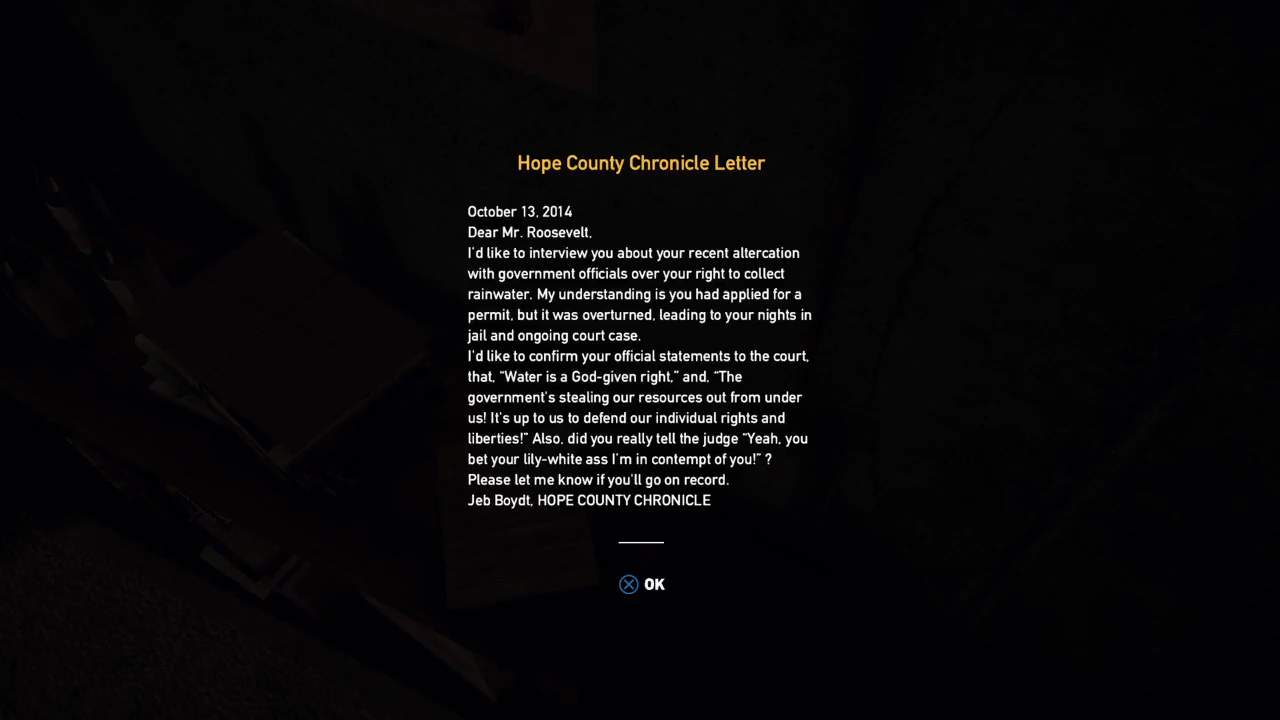 Hope County Chronicle Letter
October 13, 2014
Dear Mr. Roosevelt,
I'd like to interview you about your recent altercation
with government officials over your right to collect
rainwater. My understanding is you had applied for a
permit, but it was overturned, leading to your nights in
jail and ongoing court case.
I'd like to confirm your official statements to the court,
that, “Water is a God-given right,” and, “The
government's stealing our resources out from under
us! It's up to us to defend our individual rights and
liberties!” Also, did you really tell the judge “Yeah, you
bet your lily-white ass I'm in contempt of you!” ?
Please let me know if you'll go on record.
Jeb Boydt, HOPE COUNTY CHRONICLE
OK